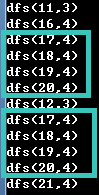 dfs(11,3)
dfs(16,4)
dfs(17,4)
dfs(18,4)
dfs(19,4)
dfs(20,4)
dfs(12,3)
dfs(17,4)
dfs(18,4)
dfs(19,4)
dfs(20,4)
dfs(21,4)